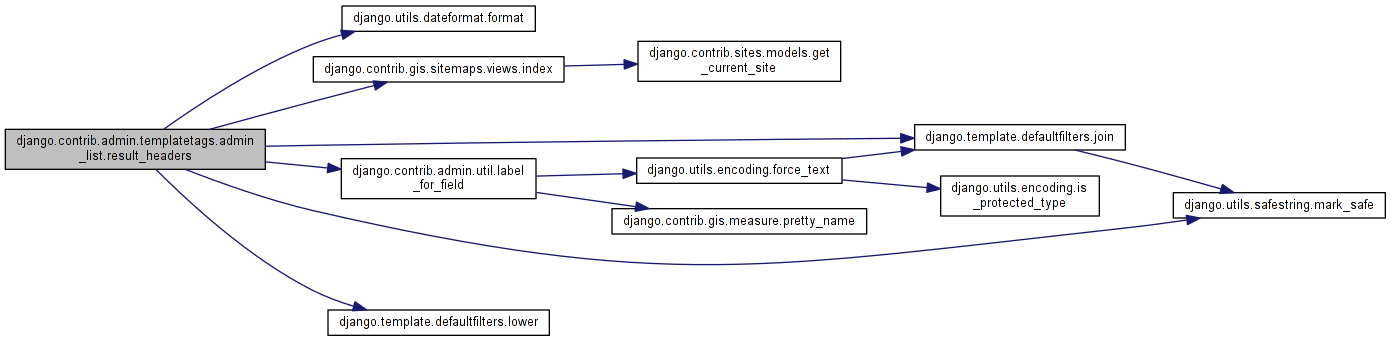 django.utils.dateformat.format
django.contrib.gis.sitemaps.views.index
django.contrib.sites.models.get
_current_site
django.contrib.admin.templatetags.admin
_list.result_headers
django.template.defaultfilters.join
django.contrib.admin.util.label
_for_field
django.utils.encoding.force_text
django.utils.encoding.is
_protected_type
django.utils.safestring.mark_safe
django.contrib.gis.measure.pretty_name
django.template.defaultfilters.lower